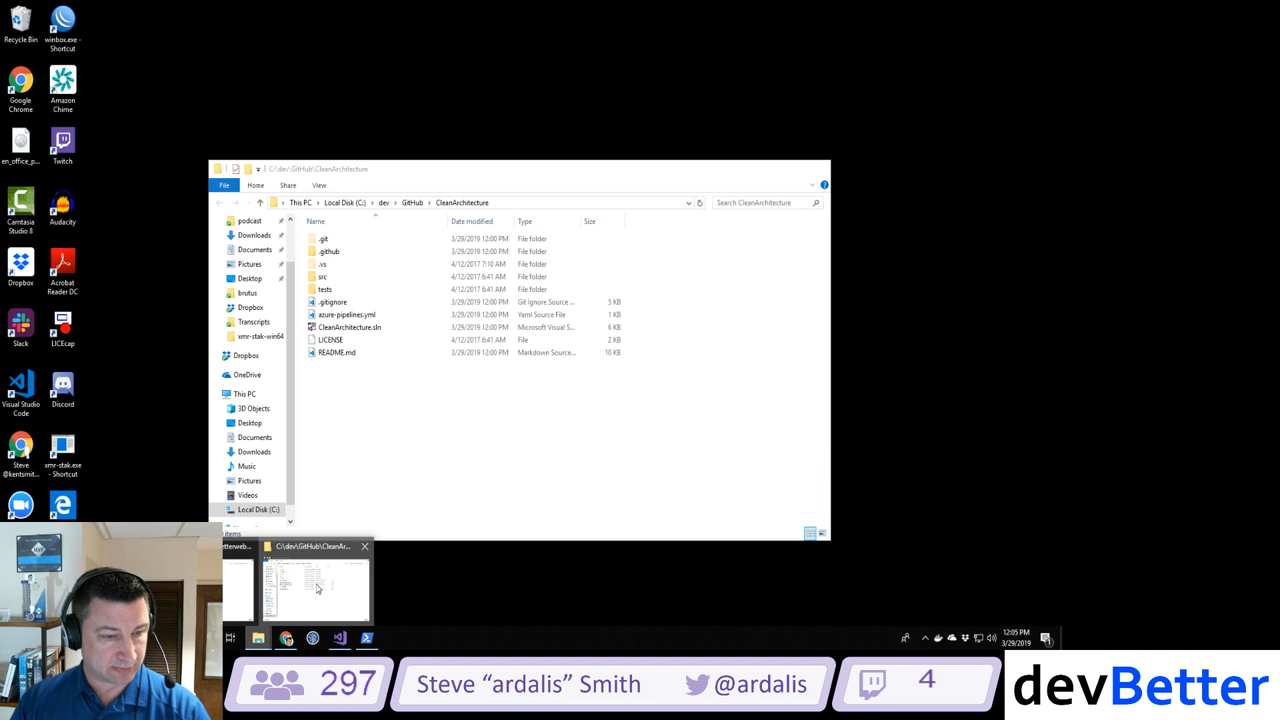 Recycle Bin
winbox.exe - Shortcut
Google Chrome
Amazon Chime
en_office_p...
Twitch
Camtasia Studio 8
Audacity
Dropbox
Acrobat Reader DC
Slack
LICEcap
Visual Studio Code
Discord
Steve @kentsmit...
xmr-stak.exe - Shortcut
C:\dev\GitHub\CleanArchitecture
File Home Share View
This PC > Local Disk (C:) > dev > GitHub > CleanArchitecture
Search CleanArchitecture
podcast
Downloads
Documents
Pictures
Desktop
brutus
Dropbox
Transcripts
xmr-stak-win64
Dropbox
OneDrive
This PC
3D Objects
Desktop
Documents
Downloads
Music
Pictures
Videos
Local Disk (C:)
Name Date modified Type Size
.git 3/29/2019 12:00 PM File folder
.github 3/29/2019 12:00 PM File folder
.vs 4/12/2017 7:10 AM File folder
src 4/12/2017 6:41 AM File folder
tests 4/12/2017 6:41 AM File folder
.gitignore 3/29/2019 12:00 PM Git Ignore Source ... 5 KB
azure-pipelines.yml 3/29/2019 12:00 PM Yaml Source File 1 KB
CleanArchitecture.sln 3/29/2019 12:00 PM Microsoft Visual S... 6 KB
LICENSE 4/12/2017 6:41 AM File 2 KB
README.md 3/29/2019 12:00 PM Markdown Source... 10 KB
items
etterweb...
C:\dev\GitHub\CleanAr...
12:05 PM
3/29/2019
297
Steve "ardalis" Smith
@ardalis
4
devBetter